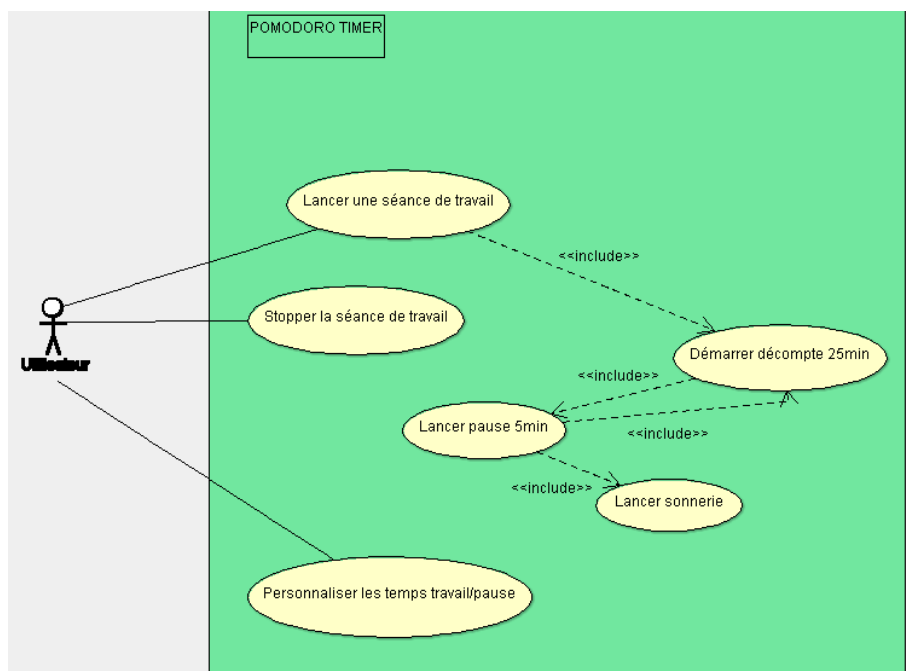 POMODORO TIMER
Lancer une séance de travail
<<include>>
Stopper la séance de travail
Utilisateur
Démarrer décompte 25min
<<include>>
Lancer pause 5min
<<include>>
<<include>>
Lancer sonnerie
Personnaliser les temps travail/pause